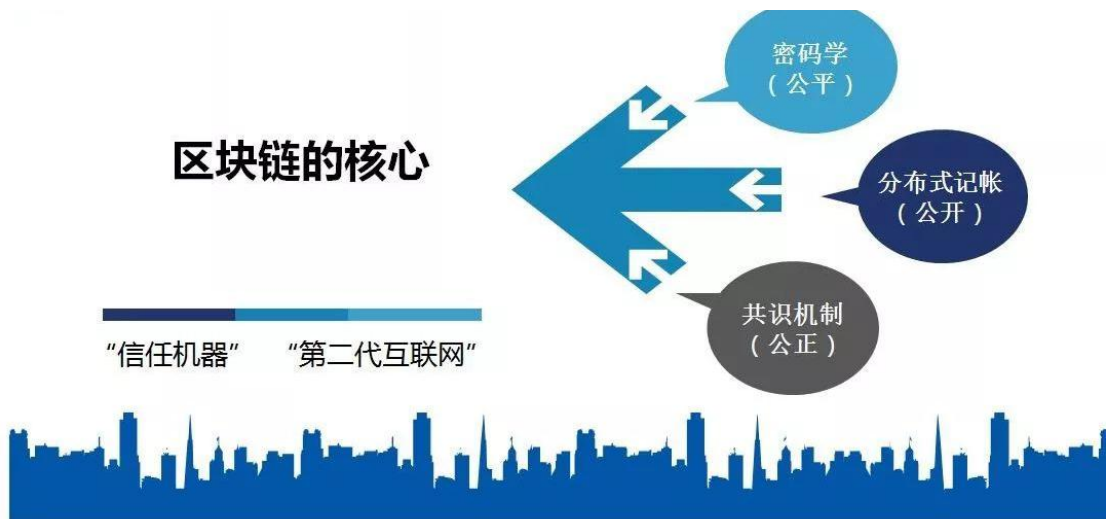 区块链的核心
“信任机器” “第二代互联网”
密码学
（公平）
分布式记帐
（公开）
共识机制
（公正）